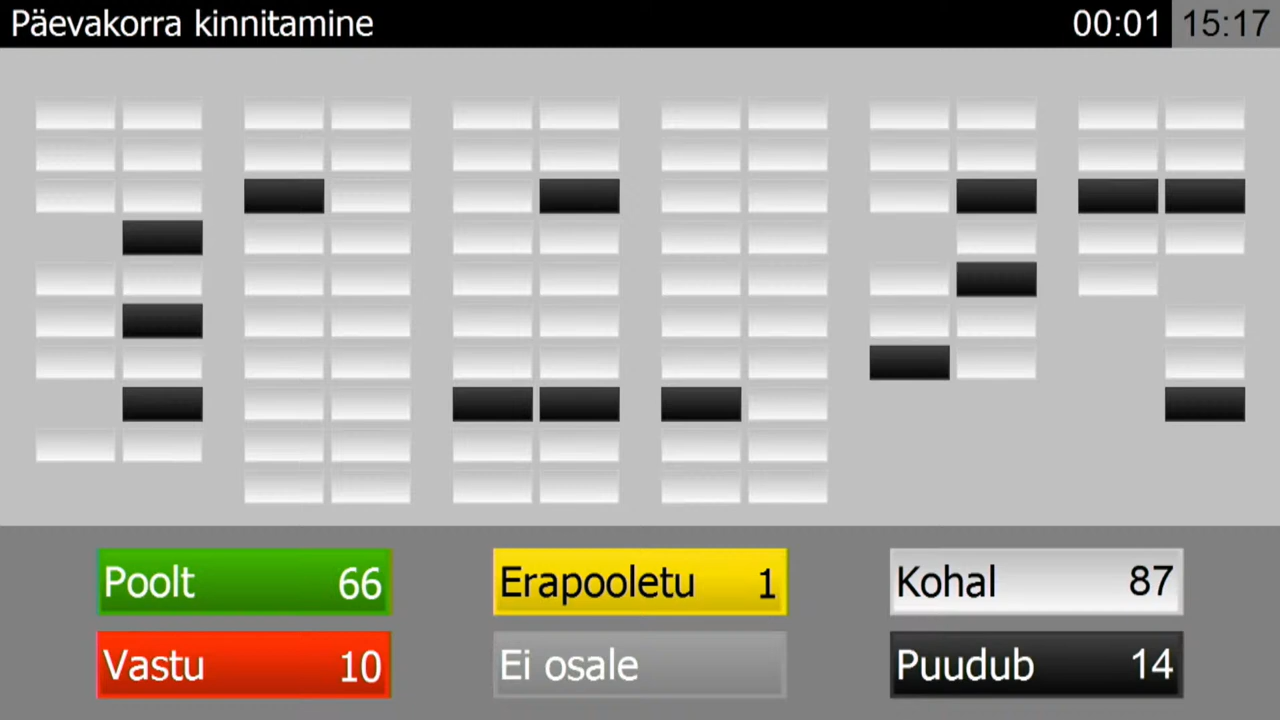 Päevakorra kinnitamine 00:01 15:17
Poolt 66 Erapooletu 1 Kohal 87
Vastu 10 Ei osale Puudub 14